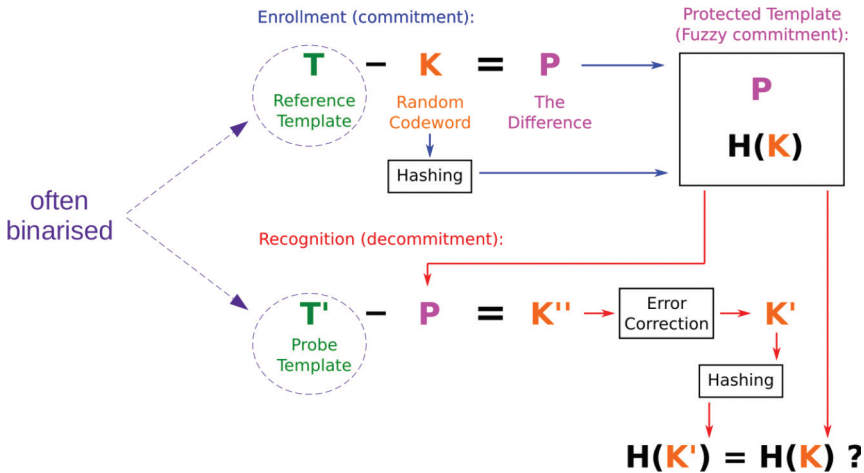 Enrollment (commitment):
Protected Template
(Fuzzy commitment):
T − K = P
Reference
Template
Random
Codeword
The
Difference
P
H(K)
Hashing
often
binarised
Recognition (decommitment):
T' − P = K'' 
Error
Correction
K'
Probe
Template
Hashing
H(K') = H(K) ?